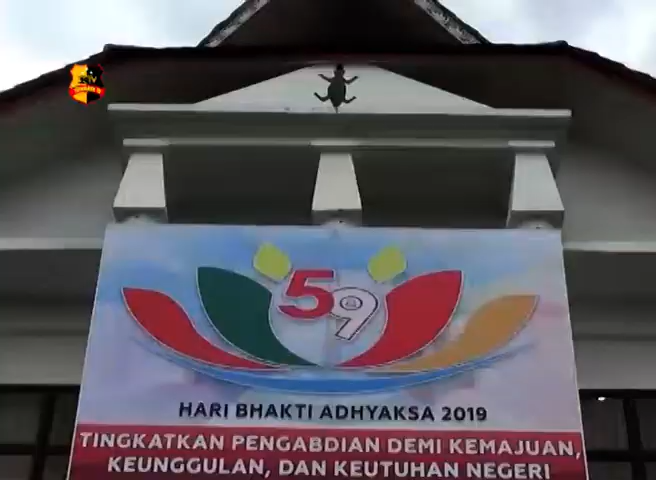 59
HARI BHAKTI ADHYAKSA 2019
TINGKATKAN PENGABDIAN DEMI KEMAJUAN,
KEUNGGULAN, DAN KEUTUHAN NEGERI